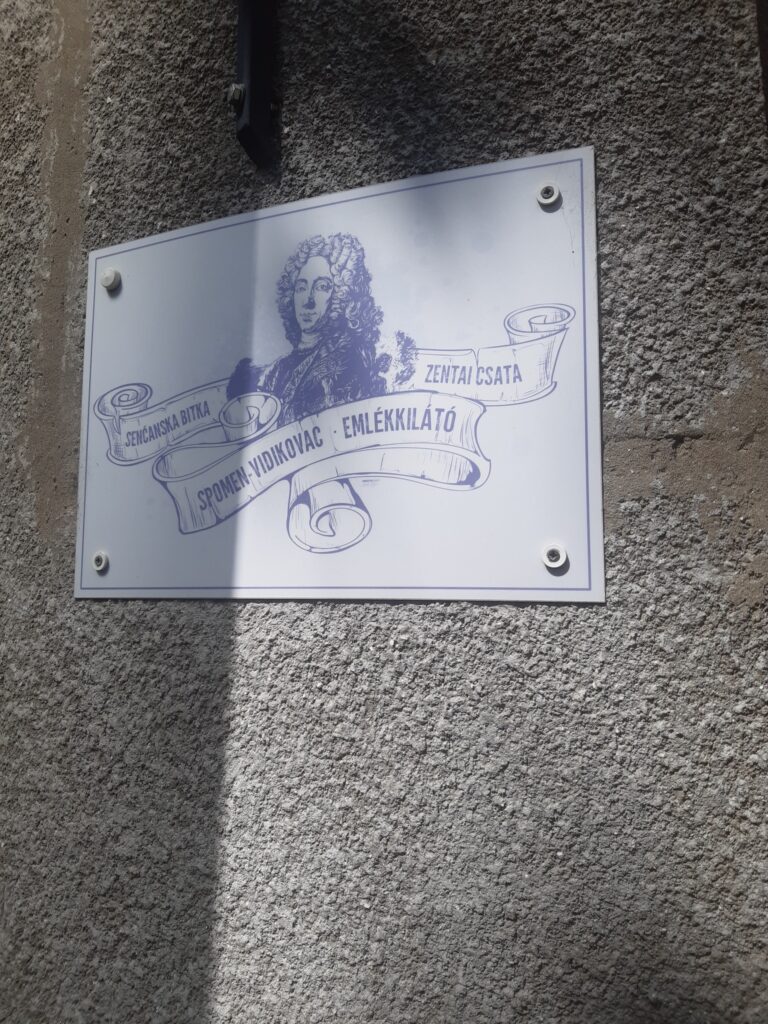 SENĆANSKA BITKA
ZENTAI CSATA
SPOMEN-VIDIKOVAC · EMLÉKKILÁTÓ